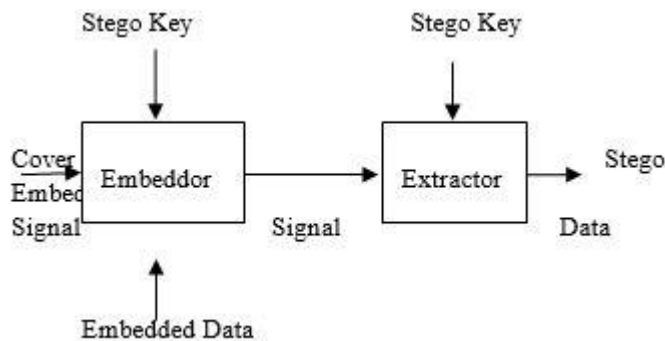 Stego Key
Stego Key
Cover
Embeddor
Extractor
Stego
Embed
Signal
Signal
Data
Embedded Data